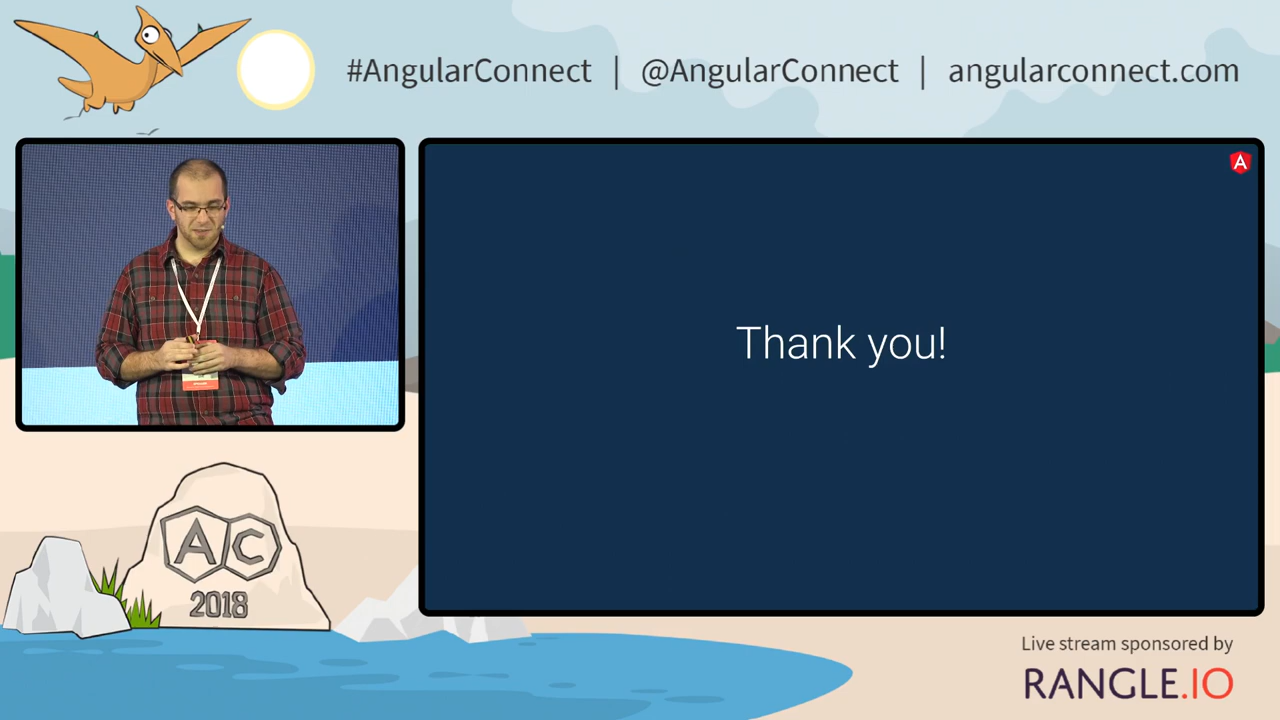 #AngularConnect | @AngularConnect | angularconnect.com
A
Thank you!
AC
2018
Live stream sponsored by
RANGLE.IO